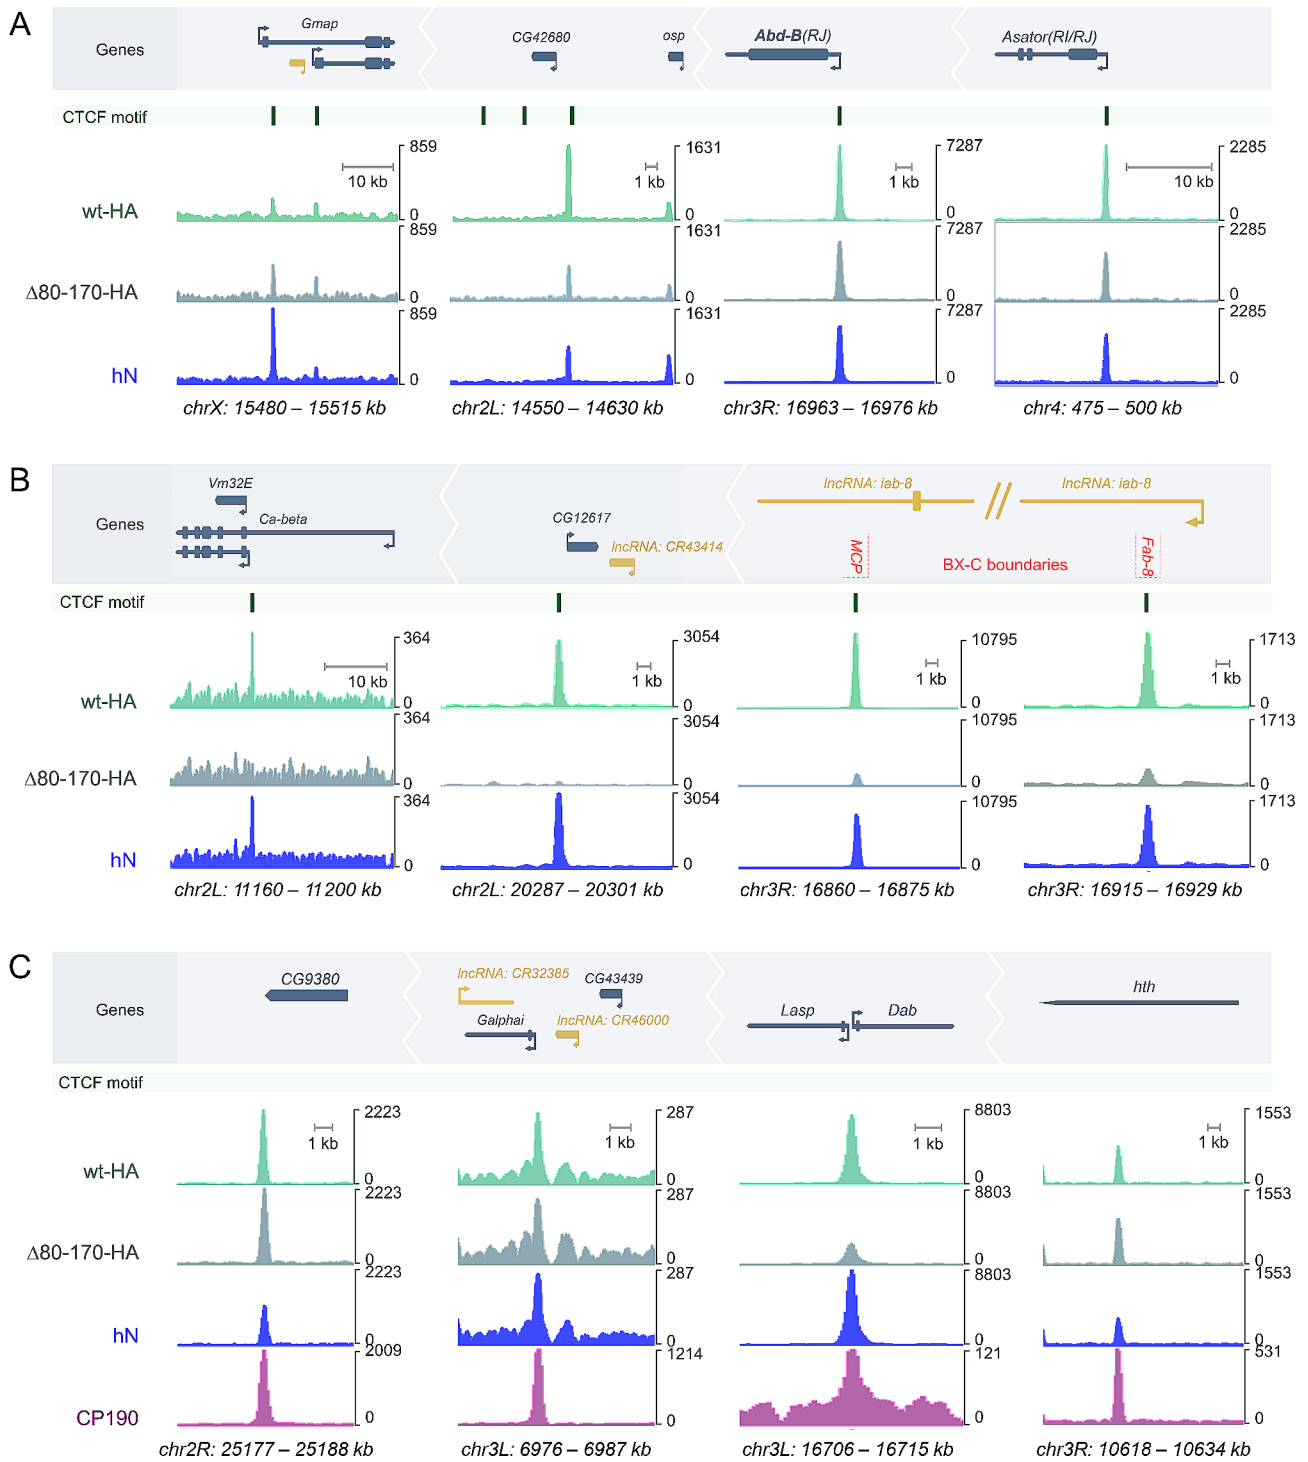 A
Genes
Gmap
CG42680
osp
Abd-B(RJ)
Asator(RI/RJ)
CTCF motif
wt-HA
859
0
10 kb
1631
0
1 kb
7287
0
1 kb
2285
0
10 kb
Δ80-170-HA
859
0
1631
0
7287
0
2285
0
hN
859
0
1631
0
7287
0
2285
0
chrX: 15480 – 15515 kb
chr2L: 14550 – 14630 kb
chr3R: 16963 – 16976 kb
chr4: 475 – 500 kb
B
Genes
Vm32E
Ca-beta
CG12617
lncRNA: CR43414
lncRNA: iab-8
lncRNA: iab-8
MCP
BX-C boundaries
Fab-8
CTCF motif
wt-HA
364
0
10 kb
3054
0
1 kb
10795
0
1 kb
1713
0
1 kb
Δ80-170-HA
364
0
3054
0
10795
0
1713
0
hN
364
0
3054
0
10795
0
1713
0
chr2L: 11160 – 11200 kb
chr2L: 20287 – 20301 kb
chr3R: 16860 – 16875 kb
chr3R: 16915 – 16929 kb
C
Genes
CG9380
lncRNA: CR32385
CG43439
Galphai
lncRNA: CR46000
Lasp
Dab
hth
CTCF motif
wt-HA
2223
0
1 kb
287
0
1 kb
8803
0
1 kb
1553
0
1 kb
Δ80-170-HA
2223
0
287
0
8803
0
1553
0
hN
2223
0
287
0
8803
0
1553
0
CP190
2009
0
1214
0
121
0
531
0
chr2R: 25177 – 25188 kb
chr3L: 6976 – 6987 kb
chr3L: 16706 – 16715 kb
chr3R: 10618 – 10634 kb